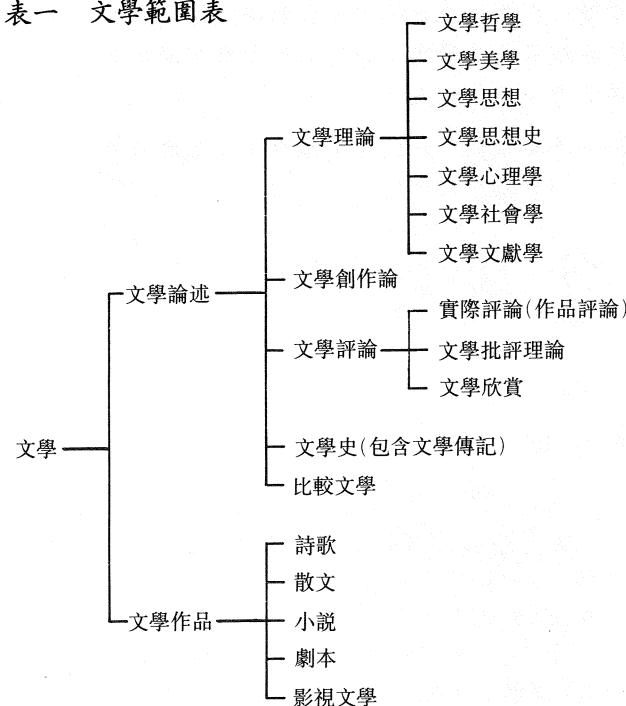 表一 文學範圍表
文學
文學論述
文學理論
文學哲學
文學美學
文學思想
文學思想史
文學心理學
文學社會學
文學文獻學
文學創作論
文學評論
實際評論(作品評論)
文學批評理論
文學欣賞
文學史(包含文學傳記)
比較文學
文學作品
詩歌
散文
小説
劇本
影視文學